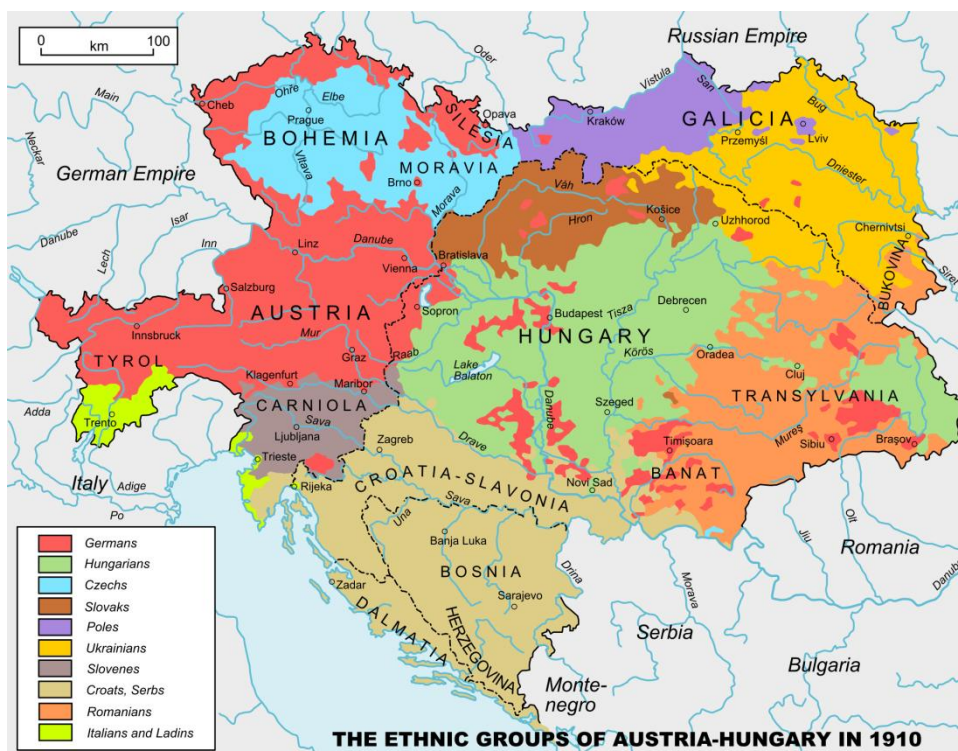 0 100
km
Russian Empire
Oder
Vistula
San
Bug
Main
Cheb
Ohře
Elbe
Prague
BOHEMIA
Vltava
SILESIA
Opava
Kraków
GALICIA
Przemyśl
Lviv
Dniester
Neckar
German Empire
MORAVIA
Brno
Morava
Váh
Hron
Košice
Uzhhorod
Chernivtsi
Danube
Lech
Isar
Inn
Linz
Danube
Vienna
Bratislava
BUKOVINA
Siret
Salzburg
AUSTRIA
Sopron
Budapest
Tisza
Debrecen
HUNGARY
Innsbruck
Mur
Graz
Raab
Lake
Balaton
Körös
Oradea
Cluj
TYROL
Klagenfurt
Maribor
CARNIOLA
TRANSYLVANIA
Adda
Trento
Ljubljana
Sava
Zagreb
Drave
Danube
Szeged
Timişoara
Mureş
Sibiu
Braşov
Italy
Adige
Po
Trieste
Rijeka
CROATIA-SLAVONIA
Sava
Novi Sad
BANAT
Una
Banja Luka
BOSNIA
Drina
Jiu
Olt
Romania
Zadar
Sarajevo
Morava
Danube
DALMATIA
HERZEGOVINA
Serbia
Bulgaria
Monte-
negro
Germans
Hungarians
Czechs
Slovaks
Poles
Ukrainians
Slovenes
Croats, Serbs
Romanians
Italians and Ladins
THE ETHNIC GROUPS OF AUSTRIA-HUNGARY IN 1910